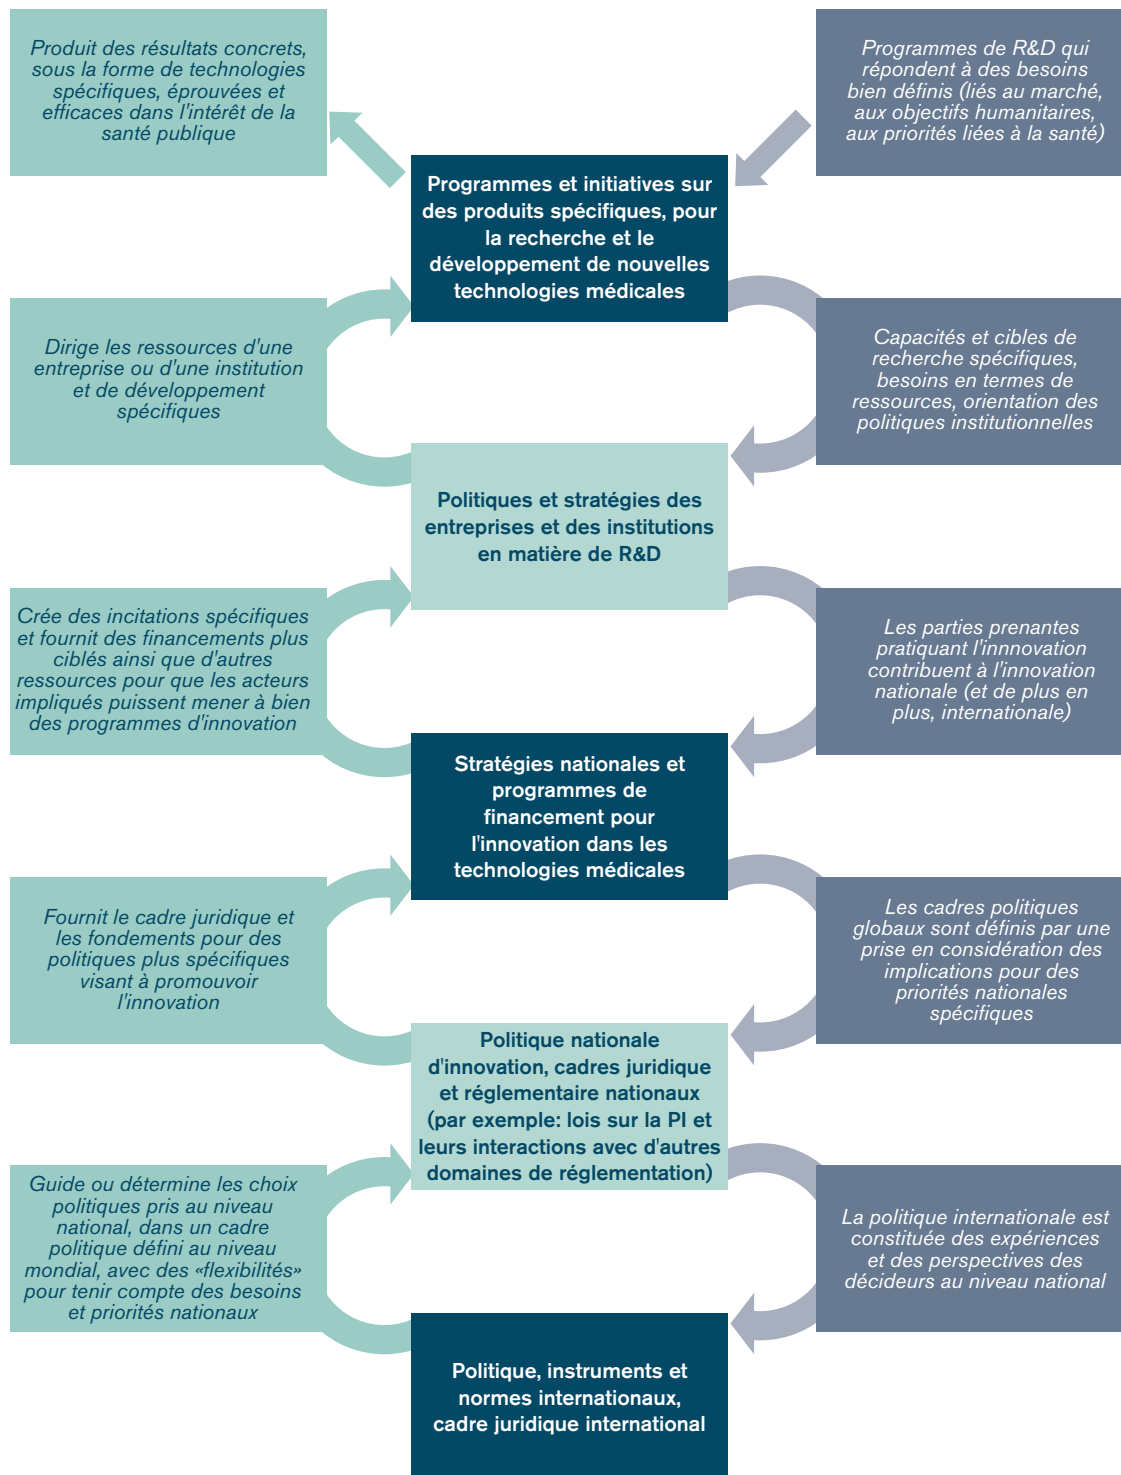 Produit des résultats concrets,
sous la forme de technologies
spécifiques, éprouvées et
efficaces dans l'intérêt de la
santé publique
Programmes de R&D qui
répondent à des besoins
bien définis (liés au marché,
aux objectifs humanitaires,
aux priorités liées à la santé)
Programmes et initiatives sur
des produits spécifiques, pour
la recherche et le
développement de nouvelles
technologies médicales
Dirige les ressources d'une
entreprise ou d'une institution
et de développement
spécifiques
Capacités et cibles de
recherche spécifiques,
besoins en termes de
ressources, orientation des
politiques institutionnelles
Politiques et stratégies des
entreprises et des institutions
en matière de R&D
Crée des incitations spécifiques
et fournit des financements plus
ciblés ainsi que d'autres
ressources pour que les acteurs
impliqués puissent mener à bien
des programmes d'innovation
Les parties prenantes
pratiquant l'innnovation
contribuent à l'innovation
nationale (et de plus en
plus, internationale)
Stratégies nationales et
programmes de
financement pour
l'innovation dans les
technologies médicales
Fournit le cadre juridique et
les fondements pour des
politiques plus spécifiques
visant à promouvoir
l'innovation
Les cadres politiques
globaux sont définis par une
prise en considération des
implications pour des
priorités nationales
spécifiques
Politique nationale
d'innovation, cadres juridique
et réglementaire nationaux
(par exemple: lois sur la PI et
leurs interactions avec d'autres
domaines de réglementation)
Guide ou détermine les choix
politiques pris au niveau
national, dans un cadre
politique défini au niveau
mondial, avec des «flexibilités»
pour tenir compte des besoins
et priorités nationaux
La politique internationale est
constituée des expériences
et des perspectives des
décideurs au niveau national
Politique, instruments et
normes internationaux,
cadre juridique international